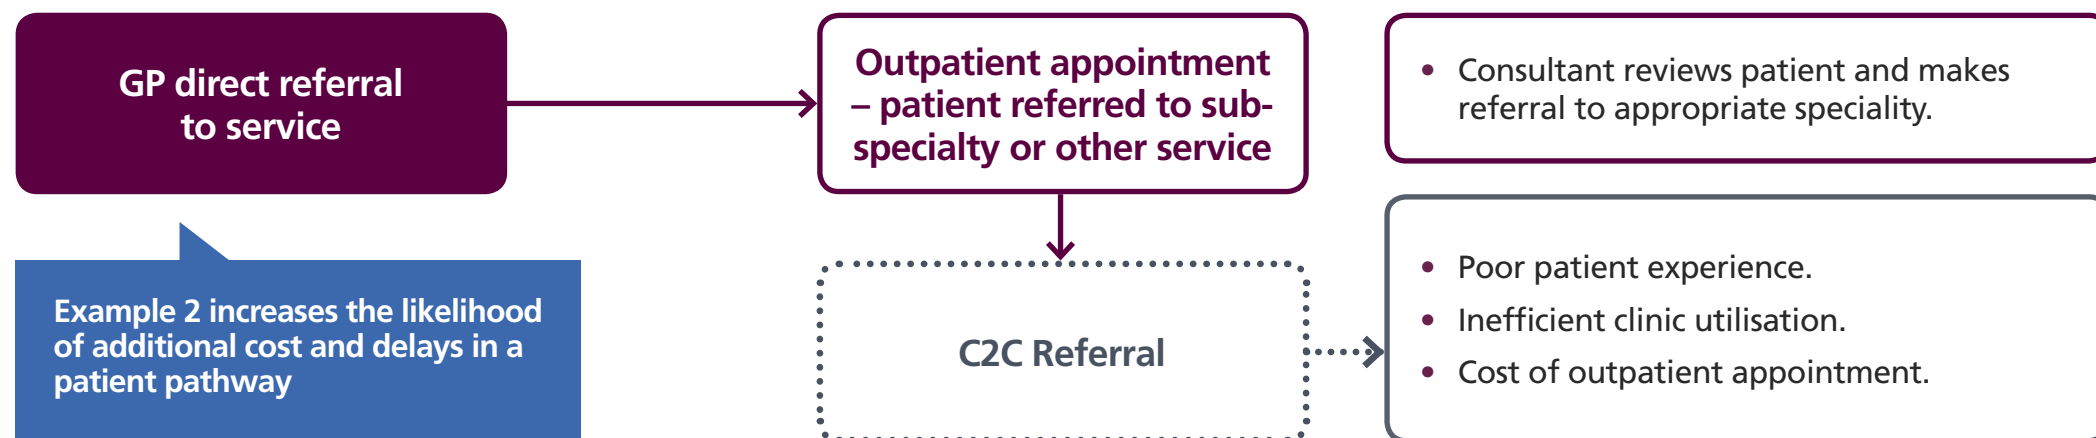 GP direct referral
to service
Outpatient appointment
– patient referred to sub-
specialty or other service
• Consultant reviews patient and makes
referral to appropriate speciality.
Example 2 increases the likelihood
of additional cost and delays in a
patient pathway
C2C Referral
• Poor patient experience.
• Inefficient clinic utilisation.
• Cost of outpatient appointment.